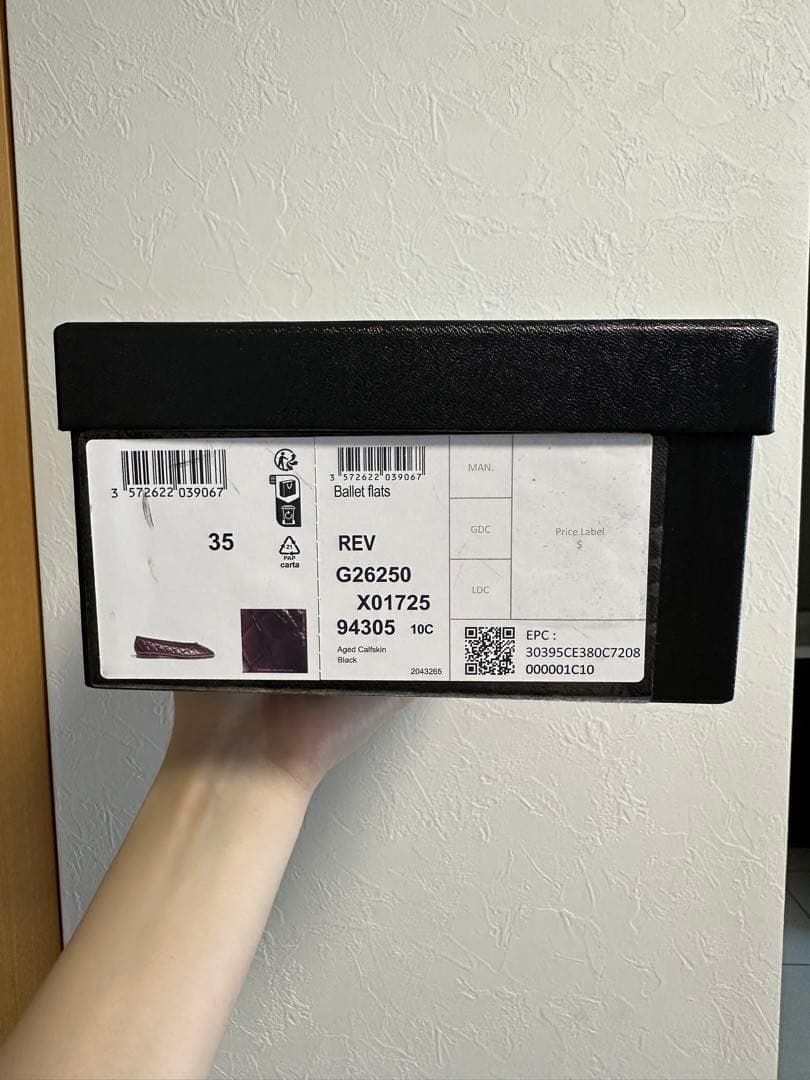 3 572622 039067
35
21
PAP
carta
3 572622 039067
Ballet flats
REV
G26250
X01725
94305 10C
Aged Calfskin
Black
2043265
MAN.
GDC
LDC
Price Label
$
EPC :
30395CE380C7208
000001C10